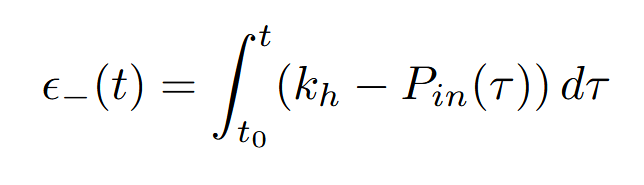 ϵ₋(t) = ∫_{t₀}^{t} (k_h − P_{in}(τ)) dτ